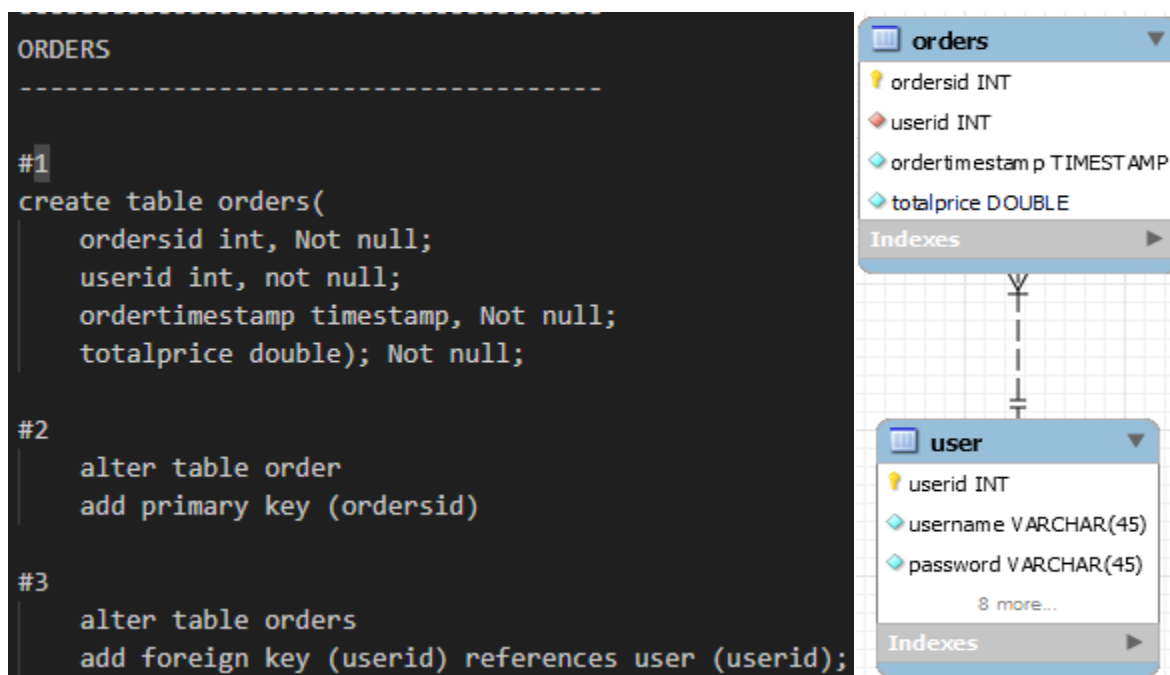 ----------------------------------------
ORDERS
----------------------------------------
#1
create table orders(
ordersid int, Not null;
userid int, not null;
ordertimestamp timestamp, Not null;
totalprice double); Not null;
#2
alter table order
add primary key (ordersid)
#3
alter table orders
add foreign key (userid) references user (userid);
orders
ordersid INT
userid INT
ordertimestamp TIMESTAMP
totalprice DOUBLE
Indexes
user
userid INT
username VARCHAR(45)
password VARCHAR(45)
8 more...
Indexes